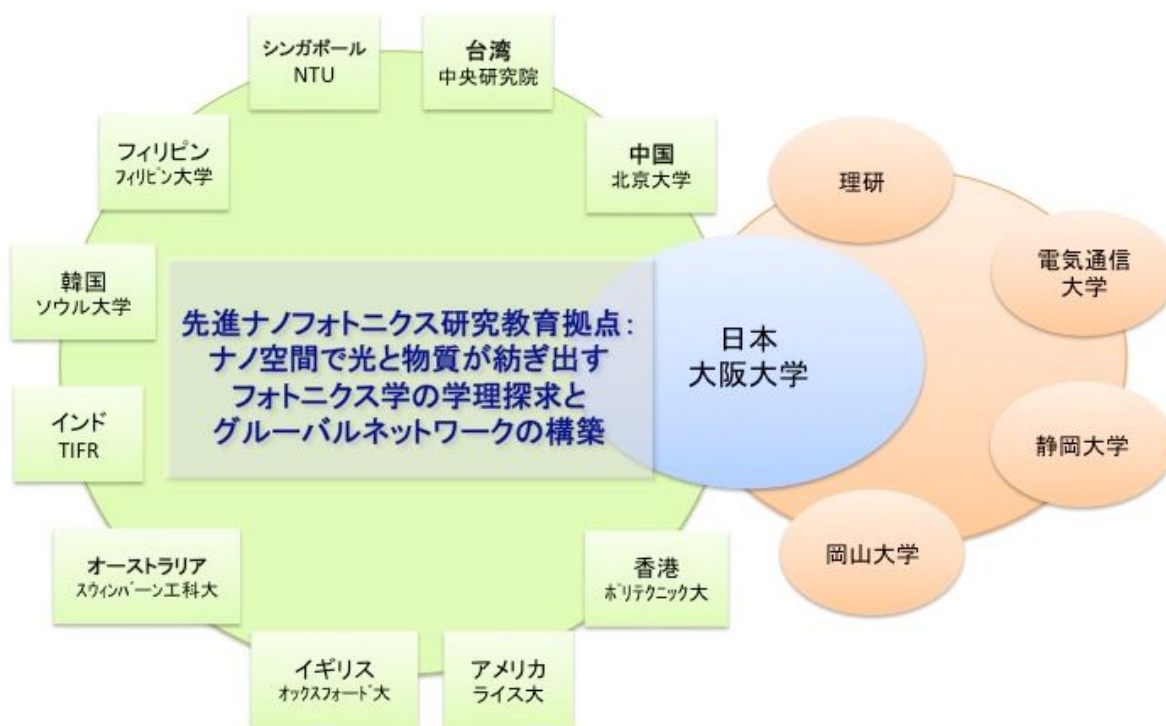 シンガポール
NTU
台湾
中央研究院
フィリピン
フィリピン大学
中国
北京大学
理研
電気通信
大学
韓国
ソウル大学
先進ナノフォトニクス研究教育拠点:
ナノ空間で光と物質が紡ぎ出す
フォトニクス学の学理探求と
グルーバルネットワークの構築
日本
大阪大学
インド
TIFR
静岡大学
オーストラリア
スウィンバーン工科大
香港
ポリテクニック大
岡山大学
イギリス
オックスフォード大
アメリカ
ライス大